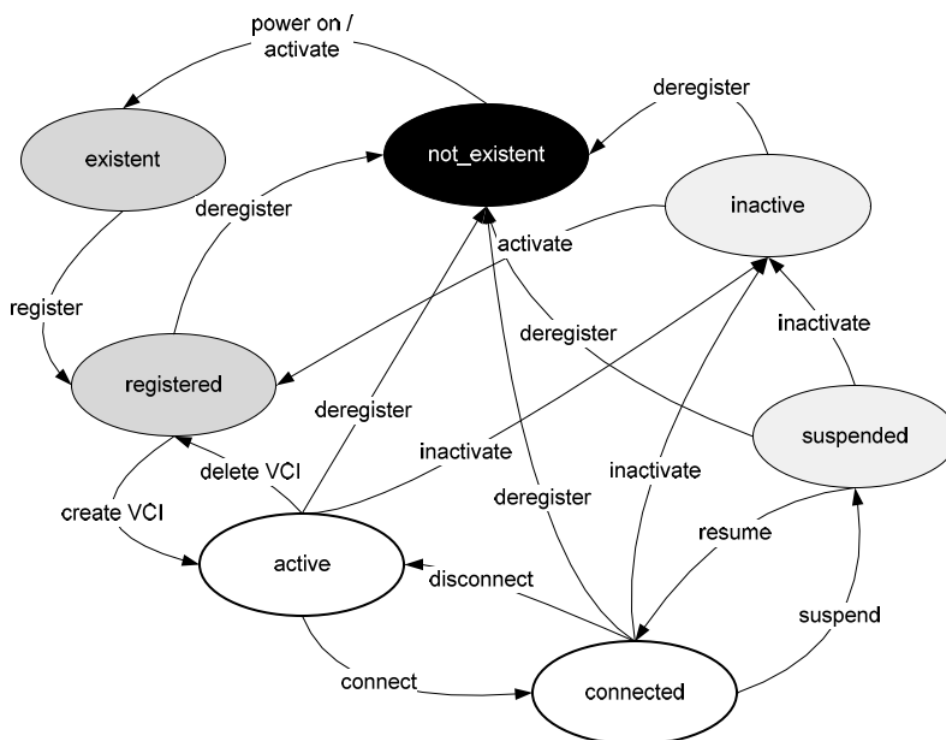 power on /
activate
deregister
existent
not_existent
inactive
deregister
activate
register
deregister
inactivate
registered
deregister
suspended
inactivate
delete VCI
inactivate
create VCI
deregister
resume
active
disconnect
suspend
connect
connected